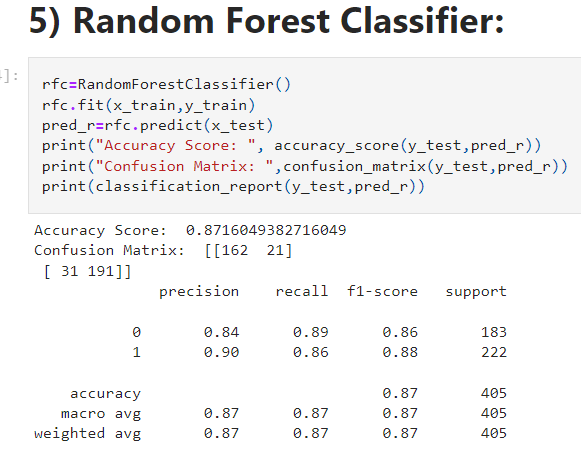 5) Random Forest Classifier:
]:
rfc=RandomForestClassifier()
rfc.fit(x_train,y_train)
pred_r=rfc.predict(x_test)
print("Accuracy Score: ", accuracy_score(y_test,pred_r))
print("Confusion Matrix: ",confusion_matrix(y_test,pred_r))
print(classification_report(y_test,pred_r))
Accuracy Score:  0.8716049382716049
Confusion Matrix:  [[162  21]
 [ 31 191]]
precision    recall  f1-score   support
0       0.84      0.89      0.86       183
1       0.90      0.86      0.88       222
accuracy                           0.87       405
macro avg       0.87      0.87      0.87       405
weighted avg       0.87      0.87      0.87       405